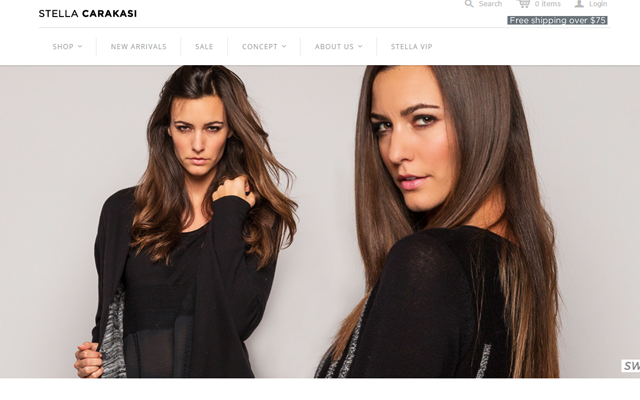 STELLA CARAKASI
Search
0 items
Login
Free shipping over $75
SHOP
NEW ARRIVALS
SALE
CONCEPT
ABOUT US
STELLA VIP
SW